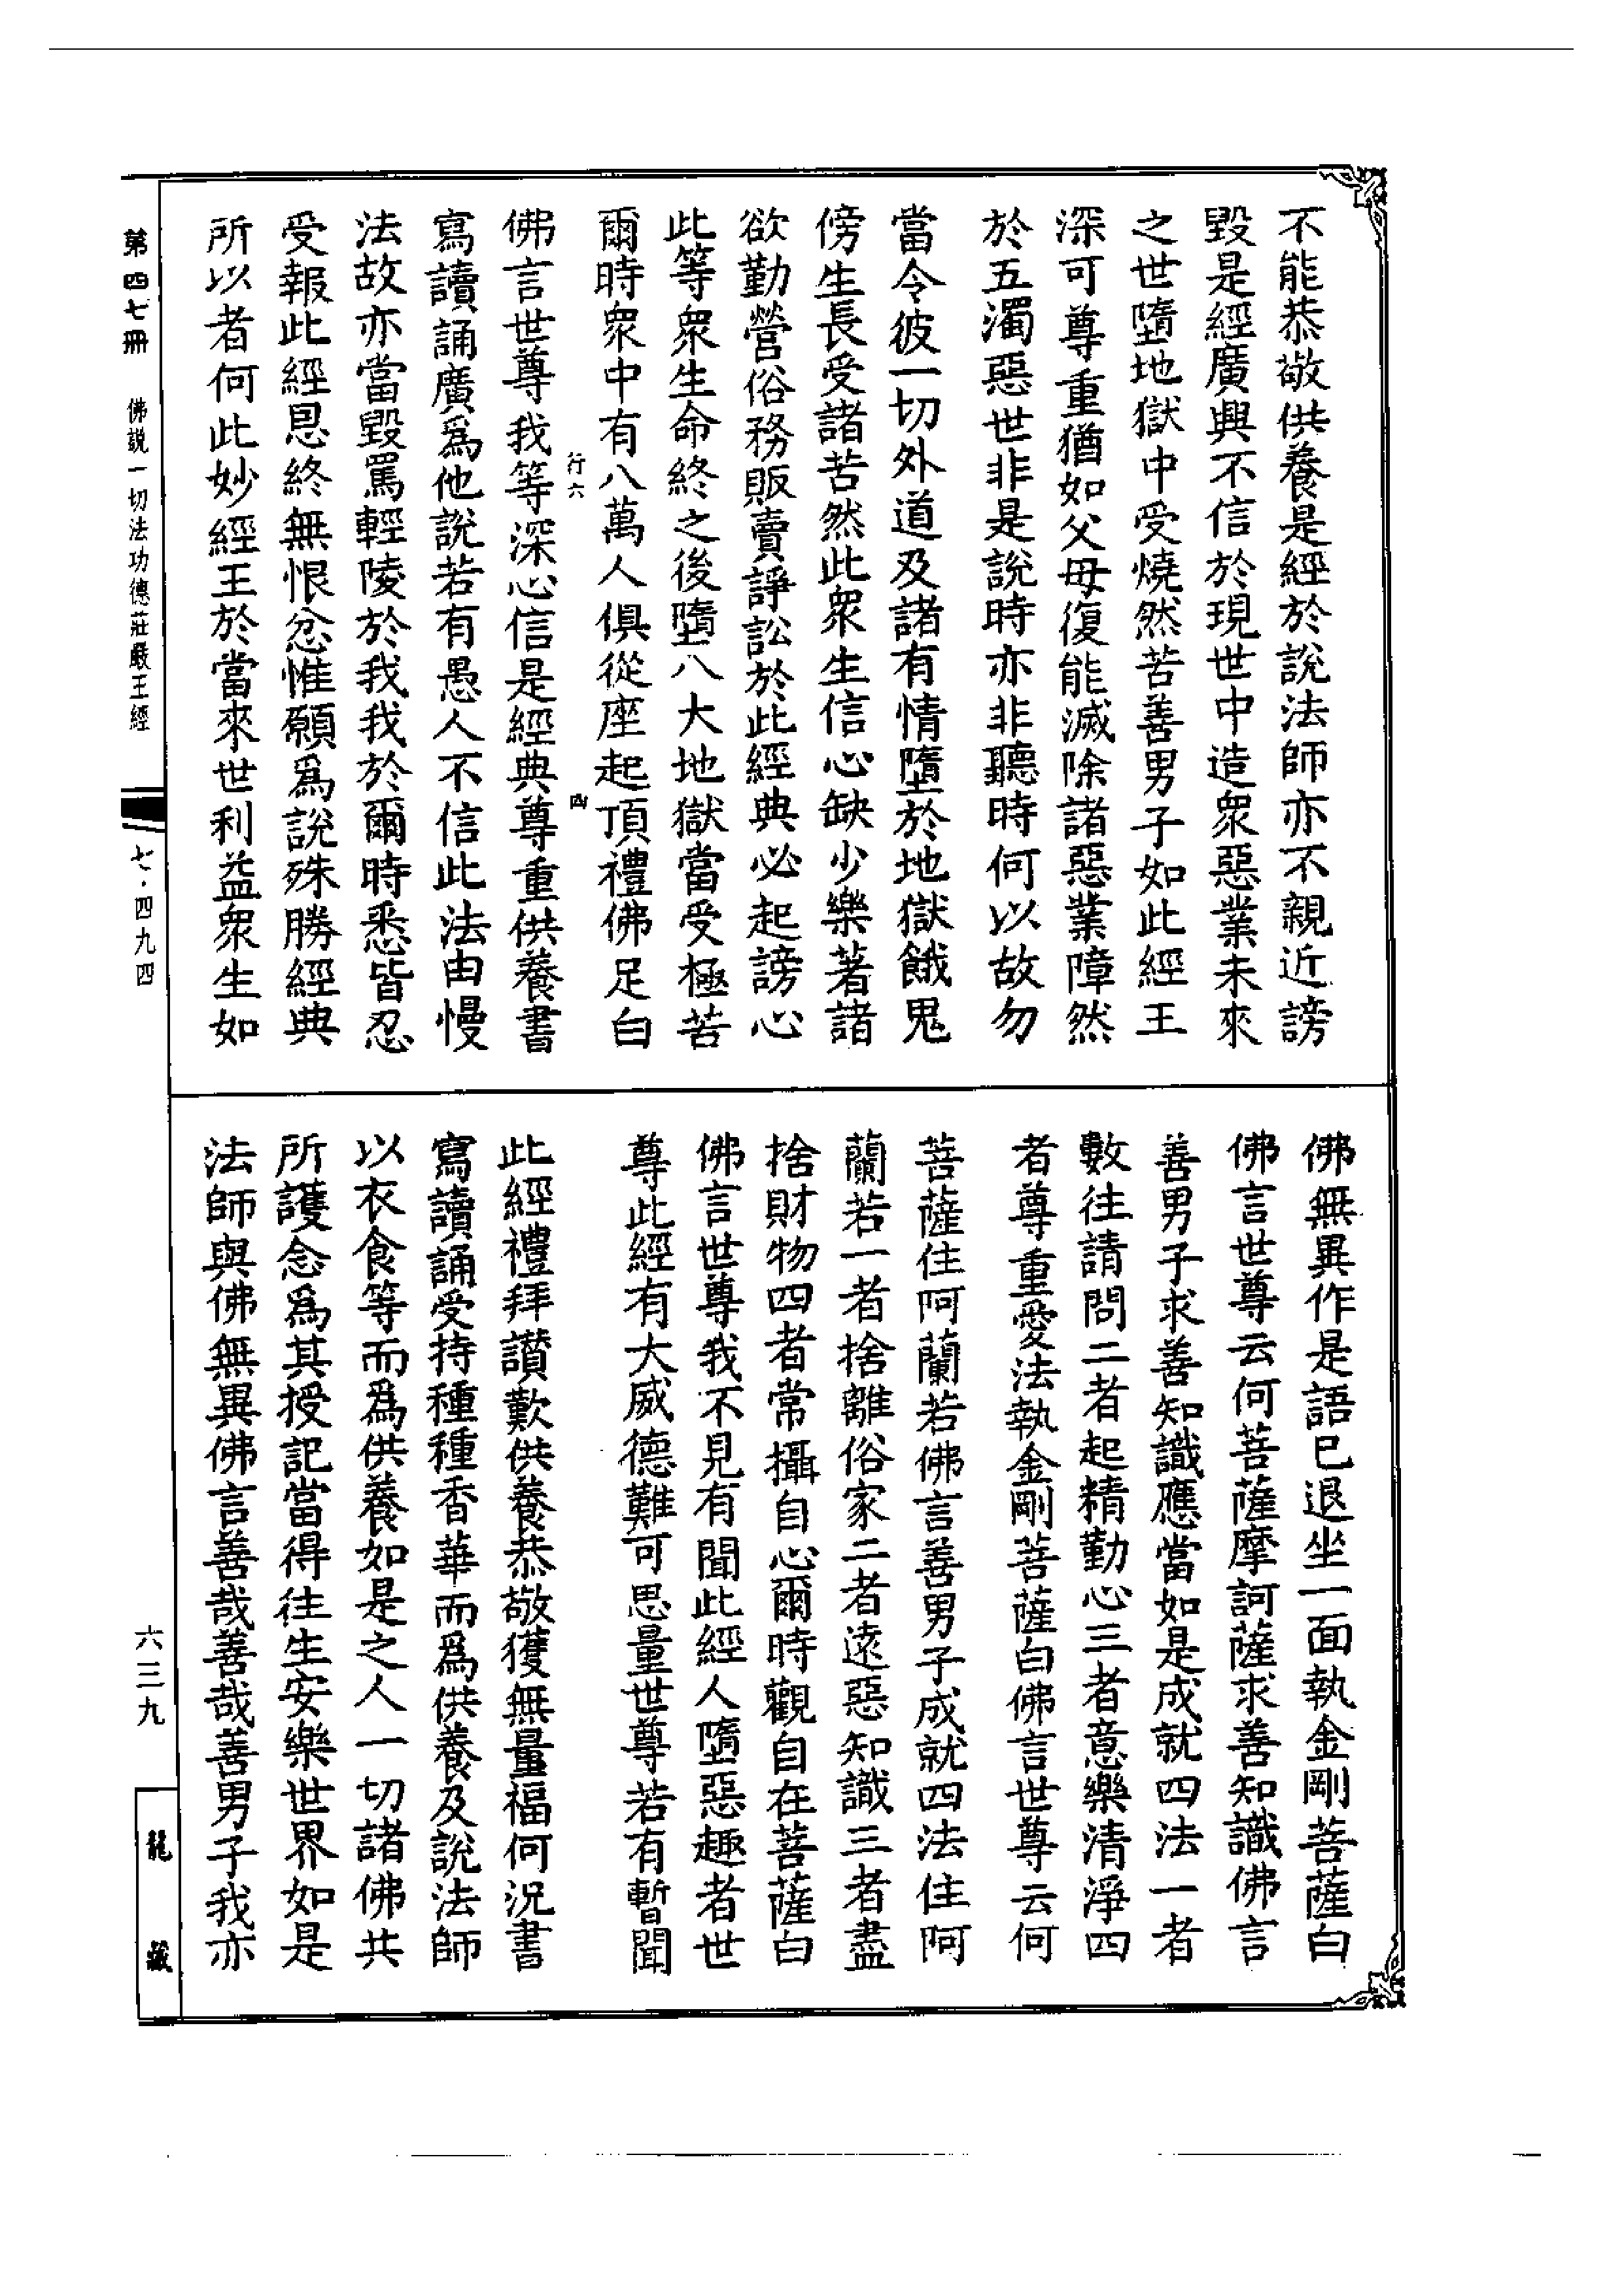 不能恭敬供養是經於說法師亦不親近謗
毀是經廣興不信於現世中造衆惡業未來
之世墮地獄中受燒然苦善男子如此經王
深可尊重猶如父母復能滅除諸惡業障然
於五濁惡世非是說時亦非聽時何以故勿
當令彼一切外道及諸有情墮於地獄餓鬼
傍生長受諸苦然此衆生信心缺少樂著諸
欲勤營俗務販賣諍訟於此經典必起謗心
此等衆生命終之後墮八大地獄當受極苦
爾時衆中有八萬人俱從座起頂禮佛足白
行六
四
佛言世尊我等深心信是經典尊重供養書
寫讀誦廣爲他說若有愚人不信此法由慢
法故亦當毀罵輕陵於我我於爾時悉皆忍
受報此經恩終無恨忿惟願爲說殊勝經典
所以者何此妙經王於當來世利益衆生如
佛無異作是語已退坐一面執金剛菩薩白
佛言世尊云何菩薩摩訶薩求善知識佛言
善男子求善知識應當如是成就四法一者
數往請問二者起精勤心三者意樂清淨四
者尊重愛法執金剛菩薩白佛言世尊云何
菩薩住阿蘭若佛言善男子成就四法住阿
蘭若一者捨離俗家二者遠惡知識三者盡
捨財物四者常攝自心爾時觀自在菩薩白
佛言世尊我不見有聞此經人墮惡趣者世
尊此經有大威德難可思量世尊若有暫聞
此經禮拜讃歎供養恭敬獲無量福何況書
寫讀誦受持種種香華而爲供養及說法師
以衣食等而爲供養如是之人一切諸佛共
所護念爲其授記當得往生安樂世界如是
法師與佛無異佛言善哉善哉善男子我亦
第四七冊 佛說一切法功德莊嚴王經
七·四九四
六三九
龍藏